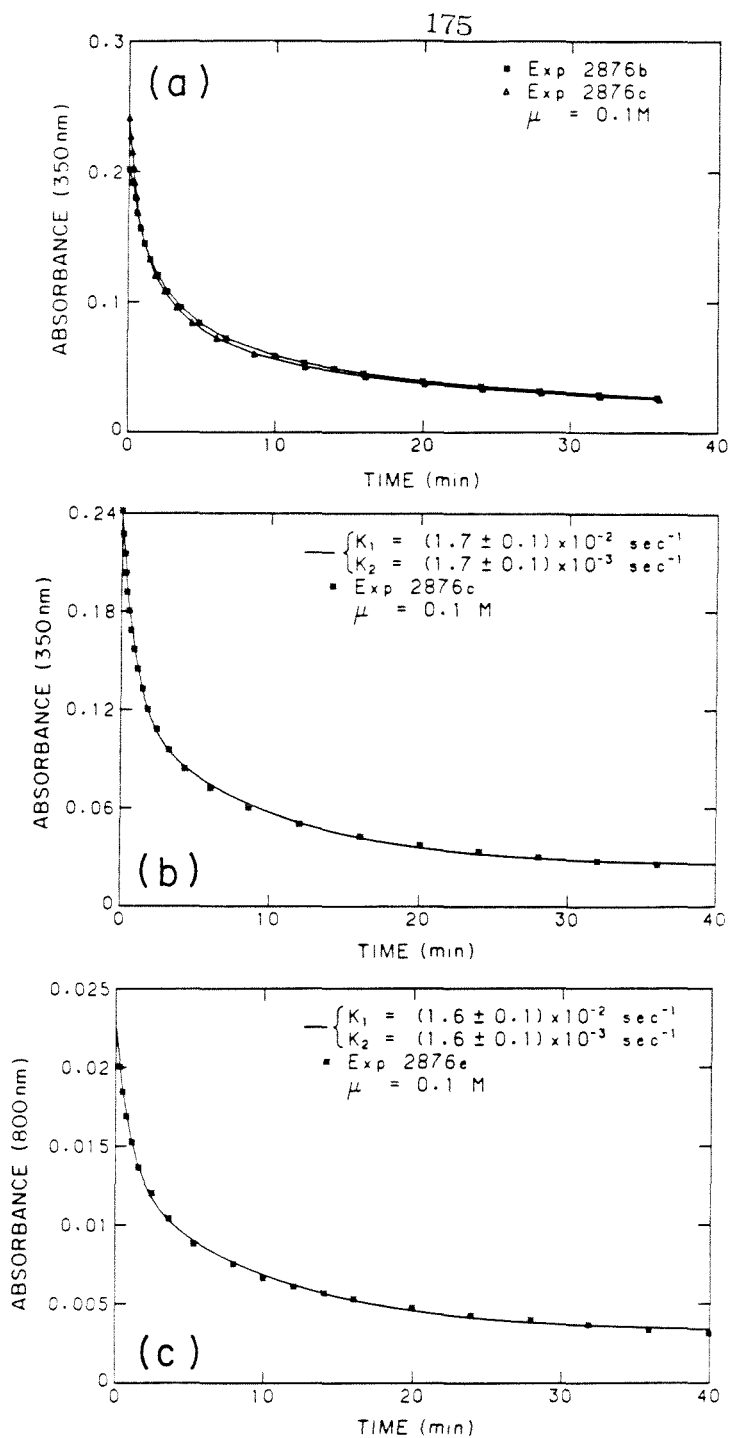 175
0.3
(a)
■ Exp 2876b
▲ Exp 2876c
μ = 0.1M
0.2
0.1
0
ABSORBANCE (350nm)
0 10 20 30 40
TIME (min)
0.24
K₁ = (1.7 ± 0.1)×10⁻² sec⁻¹
K₂ = (1.7 ± 0.1)×10⁻³ sec⁻¹
■ Exp 2876c
μ = 0.1 M
0.18
0.12
0.06
0
ABSORBANCE (350nm)
(b)
0 10 20 30 40
TIME (min)
0.025
K₁ = (1.6 ± 0.1)×10⁻² sec⁻¹
K₂ = (1.6 ± 0.1)×10⁻³ sec⁻¹
■ Exp 2876e
μ = 0.1 M
0.02
0.015
0.01
0.005
0
ABSORBANCE (800nm)
(c)
0 10 20 30 40
TIME (min)